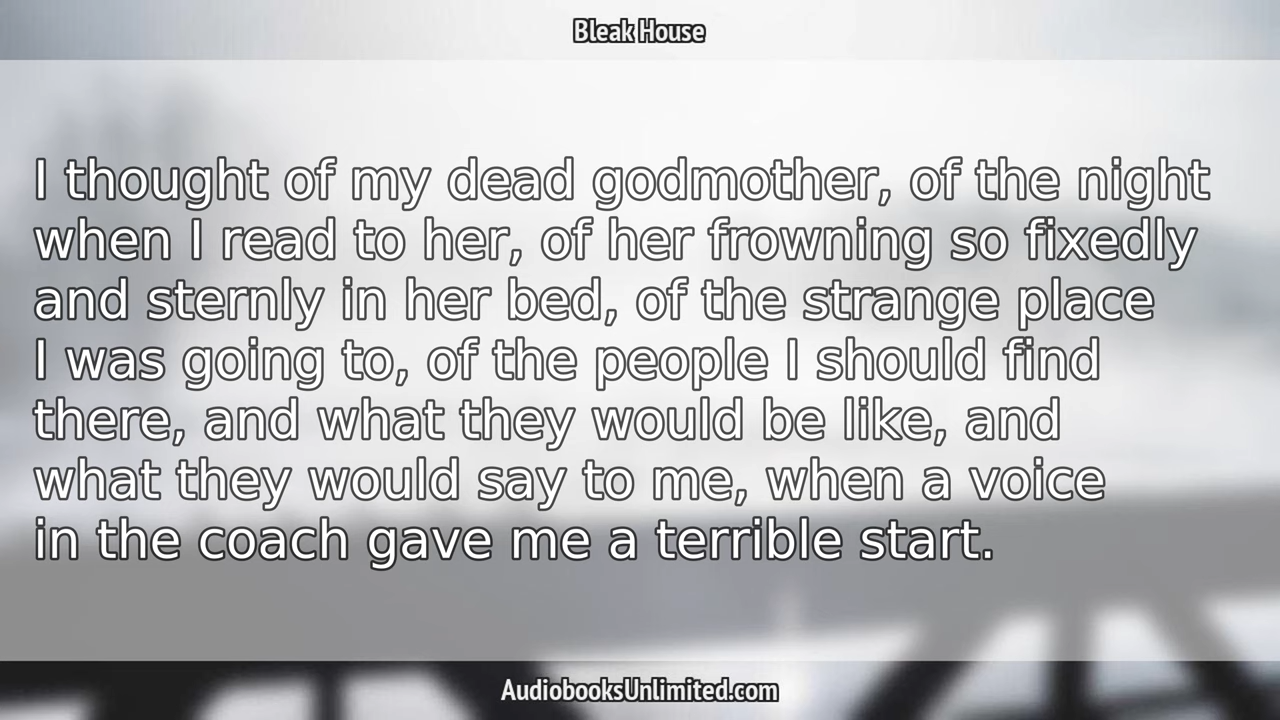 Bleak House
I thought of my dead godmother, of the night
when I read to her, of her frowning so fixedly
and sternly in her bed, of the strange place
I was going to, of the people I should find
there, and what they would be like, and
what they would say to me, when a voice
in the coach gave me a terrible start.
AudiobooksUnlimited.com